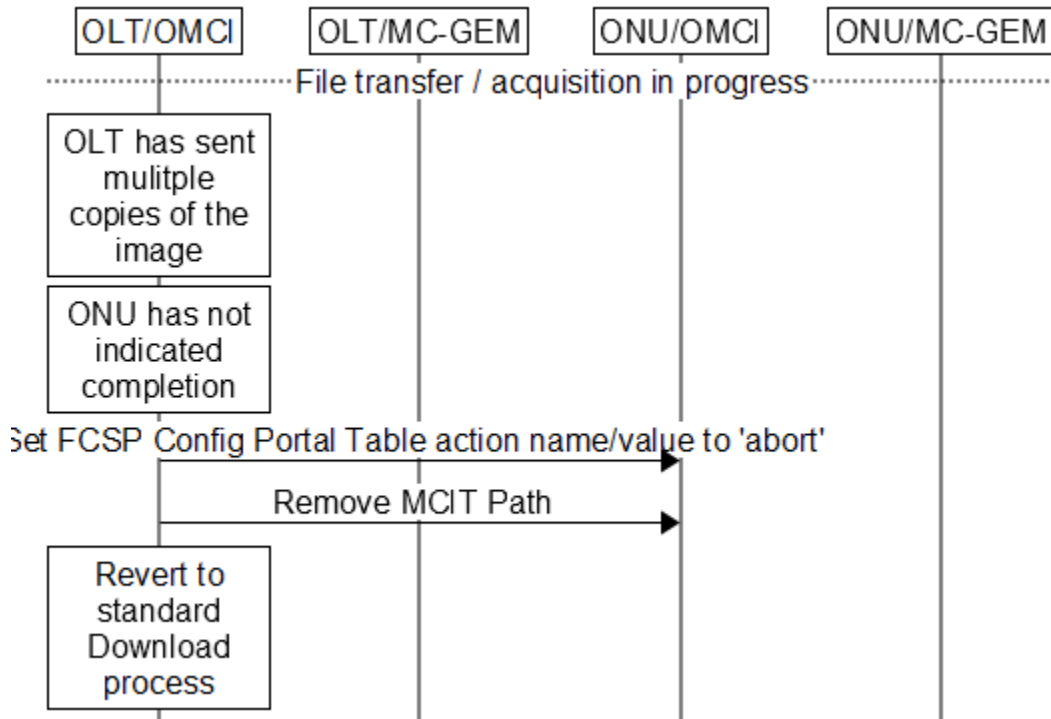 OLT/OMCI OLT/MC-GEM ONU/OMCI ONU/MC-GEM
File transfer / acquisition in progress
OLT has sent
mulitple
copies of the
image
ONU has not
indicated
completion
Set FCSP Config Portal Table action name/value to 'abort'
Remove MCIT Path
Revert to
standard
Download
process